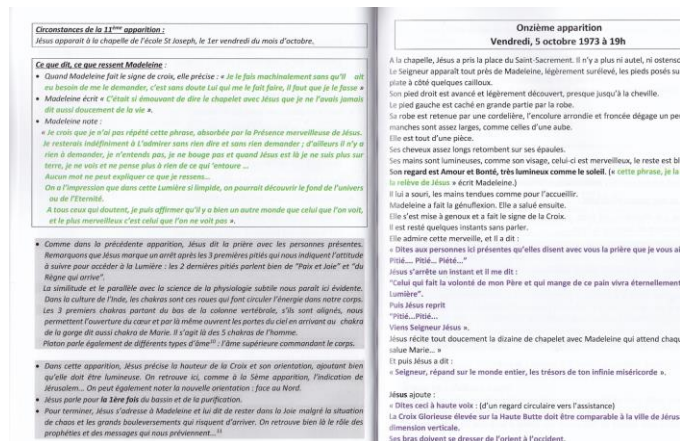 Circonstances de la 11ème apparition :
Jésus apparait à la chapelle de l'école St Joseph, le 1er vendredi du mois d'octobre.
Ce que dit, ce que ressent Madeleine :
• Quand Madeleine fait le signe de croix, elle précise : « Je le fais machinalement sans qu'Il ait
eu besoin de me le demander, c'est sans doute Lui qui me le fait faire, il faut que je le fasse »
• Madeleine écrit « C'était si émouvant de dire le chapelet avec Jésus que je ne l'avais jamais
dit aussi doucement de la vie ».
• Madeleine note :
« Je crois que je n'ai pas répété cette phrase, absorbée par la Présence merveilleuse de Jésus.
Je resterais indéfiniment à L'admirer sans rien dire et sans rien demander ; d'ailleurs Il n'y a
rien à demander, je n'entends pas, je ne bouge pas et quand Jésus est là je ne suis plus sur
terre, je ne vois et ne pense plus à rien de ce qui 'entoure ...
Aucun mot ne peut expliquer ce que je ressens...
On a l'impression que dans cette Lumière si limpide, on pourrait découvrir le fond de l'univers
ou de l'Eternité.
A tous ceux qui doutent, je puis affirmer qu'il y a bien un autre monde que celui que l'on voit,
et le plus merveilleux c'est celui que l'on ne voit pas ».
• Comme dans la précédente apparition, Jésus dit la prière avec les personnes présentes.
Remarquons que Jésus marque un arrêt après les 3 premières pitiés qui nous indiquent l'attitude
à suivre pour accéder à la Lumière : les 2 dernières pitiés parlent bien de "Paix et Joie" et "du
Règne qui arrive".
La similitude et le parallèle avec la science de la physiologie subtile nous parait ici évidente.
Dans la culture de l'Inde, les chakras sont ces roues qui font circuler l'énergie dans notre corps.
Les 3 premiers chakras partant du bas de la colonne vertébrale, s'ils sont alignés, nous
permettent l'ouverture du cœur et par là même ouvrent les portes du ciel en arrivant au chakra
de la gorge dit aussi chakra de Marie. Il s'agit là des 5 chakras de l'homme.
Platon parle également de différents types d'âme¹⁰ : l'âme supérieure commandant le corps.
• Dans cette apparition, Jésus précise la hauteur de la Croix et son orientation, ajoutant bien
qu'elle doit être lumineuse. On retrouve ici, comme à la 5ème apparition, l'indication de
Jérusalem... On peut également noter la nouvelle orientation : face au Nord.
• Jésus parle pour la 1ère fois du bassin et de la purification.
• Pour terminer, Jésus s'adresse à Madeleine et lui dit de rester dans la Joie malgré la situation
de chaos et les grands bouleversements qui risquent d'arriver. On retrouve bien là le rôle des
prophéties et des messages qui nous préviennent...¹¹
Onzième apparition
Vendredi, 5 octobre 1973 à 19h
A la chapelle, Jésus a pris la place du Saint-Sacrement. Il n'y a plus ni autel, ni ostenso
Le Seigneur apparaît tout près de Madeleine, légèrement surélevé, les pieds posés su
plate à côté quelques cailloux.
Son pied droit est avancé et légèrement découvert, presque jusqu'à la cheville.
Le pied gauche est caché en grande partie par la robe.
Sa robe est retenue par une cordelière, l'encolure arrondie et froncée dégage un pe
manches sont assez larges, comme celles d'une aube.
Elle est tout d'une pièce.
Ses cheveux assez longs retombent sur ses épaules.
Ses mains sont lumineuses, comme son visage, celui-ci est merveilleux, le reste est bl
Son regard est Amour et Bonté, très lumineux comme le soleil. (« cette phrase, je la
la relève de Jésus » écrit Madeleine.)
Il lui a souri, les mains tendues comme pour l'accueillir.
Madeleine a fait la génuflexion. Elle a salué ensuite.
Elle s'est mise à genoux et a fait le signe de la Croix.
Il est resté quelques instants sans parler.
Elle admire cette merveille, et Il a dit :
« Dites aux personnes ici présentes qu'elles disent avec vous la prière que je vous ai
Pitié.... Pitié... Piété..."
Jésus s'arrête un instant et Il me dit :
"Celui qui fait la volonté de mon Père et qui mange de ce pain vivra éternellement
Lumière".
Puis Jésus reprit
"Pitié...Pitié...
Viens Seigneur Jésus ».
Jésus récite tout doucement la dizaine de chapelet avec Madeleine qui attend chaqu
salue Marie... »
Et puis Jésus a dit :
« Seigneur, répand sur le monde entier, les trésors de ton infinie miséricorde ».
Jésus ajoute :
« Dites ceci à haute voix : (d'un regard circulaire vers l'assistance)
La Croix Glorieuse élevée sur la Haute Butte doit être comparable à la ville de Jérus
dimension verticale.
Ses bras doivent se dresser de l'orient à l'occident.